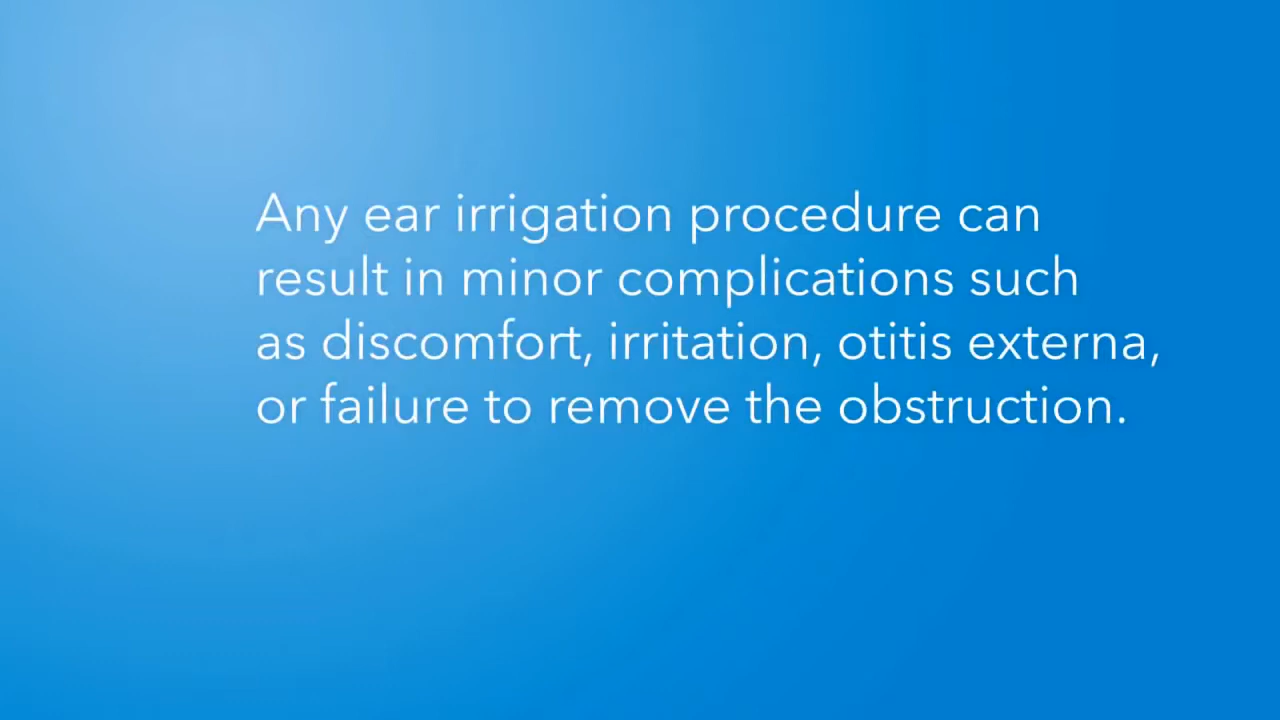 Any ear irrigation procedure can
result in minor complications such
as discomfort, irritation, otitis externa,
or failure to remove the obstruction.